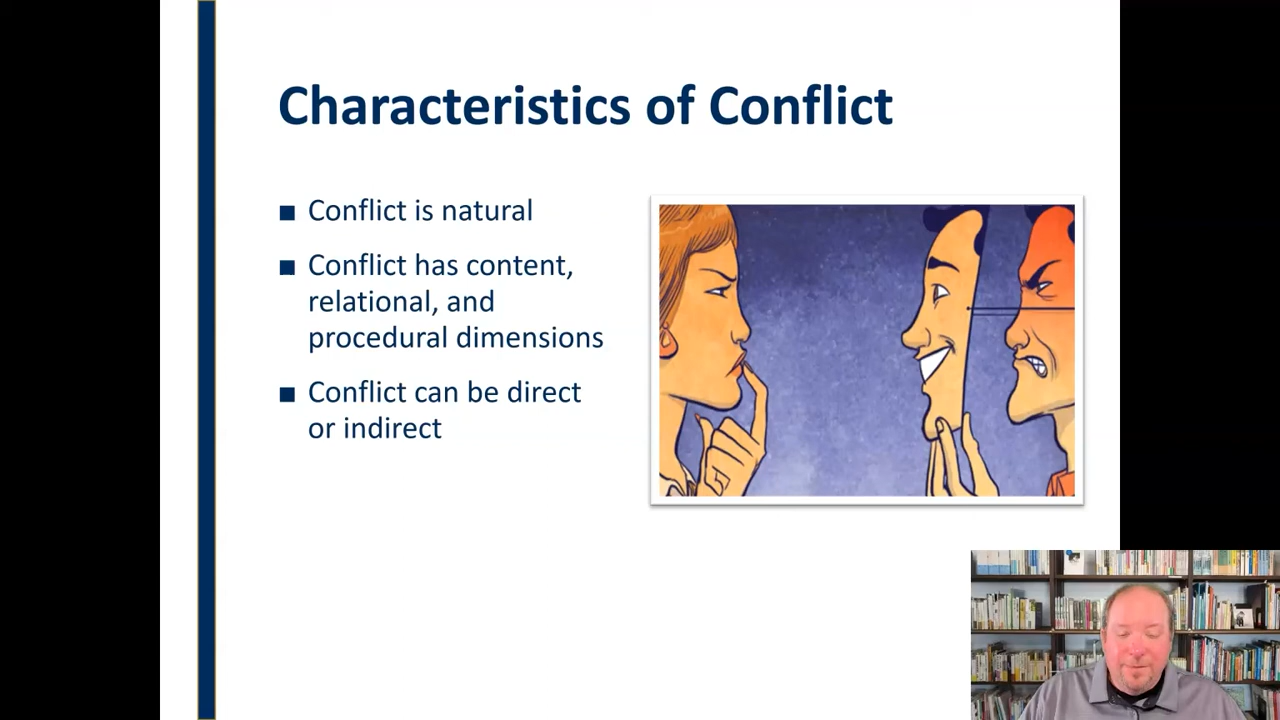 Characteristics of Conflict
■ Conflict is natural
■ Conflict has content,
relational, and
procedural dimensions
■ Conflict can be direct
or indirect